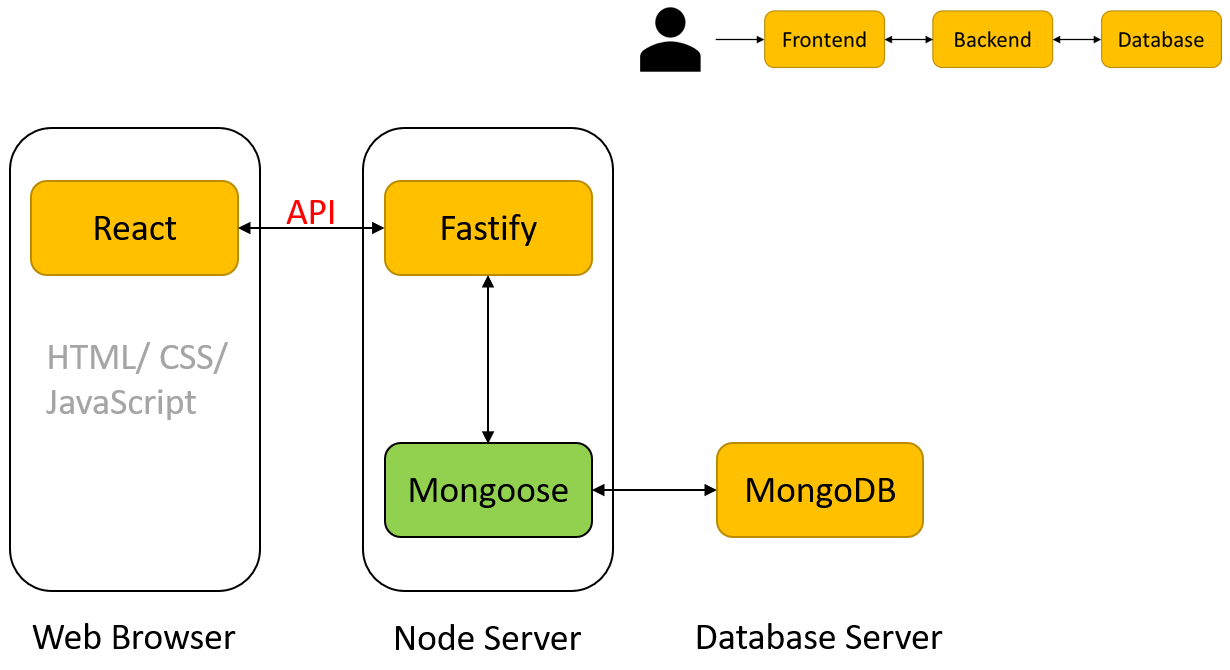 Frontend
Backend
Database
React
API
Fastify
HTML/ CSS/
JavaScript
Mongoose
MongoDB
Web Browser
Node Server
Database Server